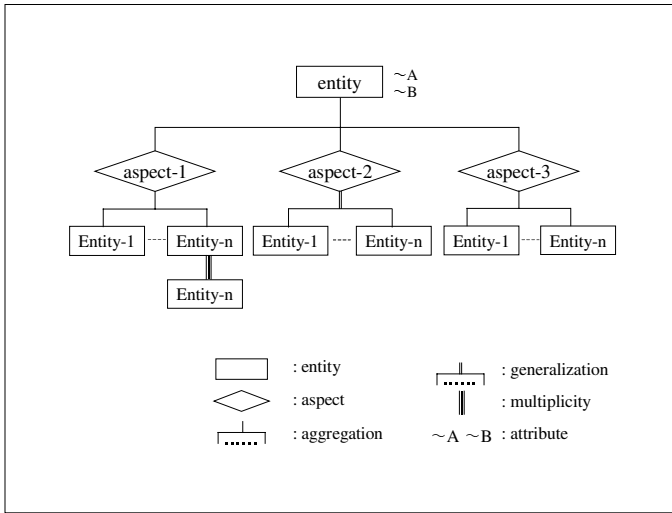 entity
~A
~B
aspect-1 aspect-2 aspect-3
Entity-1 Entity-n Entity-1 Entity-n Entity-1 Entity-n
Entity-n
: entity
: aspect
: aggregation
: generalization
: multiplicity
~A ~B : attribute